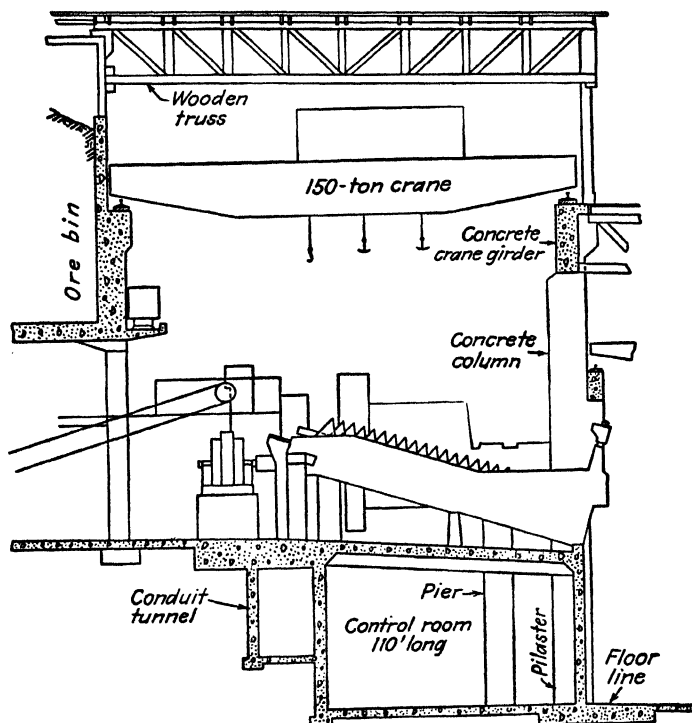 Wooden
truss
150-ton crane
Ore bin
Concrete
crane girder
Concrete
column
Conduit
tunnel
Pier
Control room
110' long
Pilaster
Floor
line